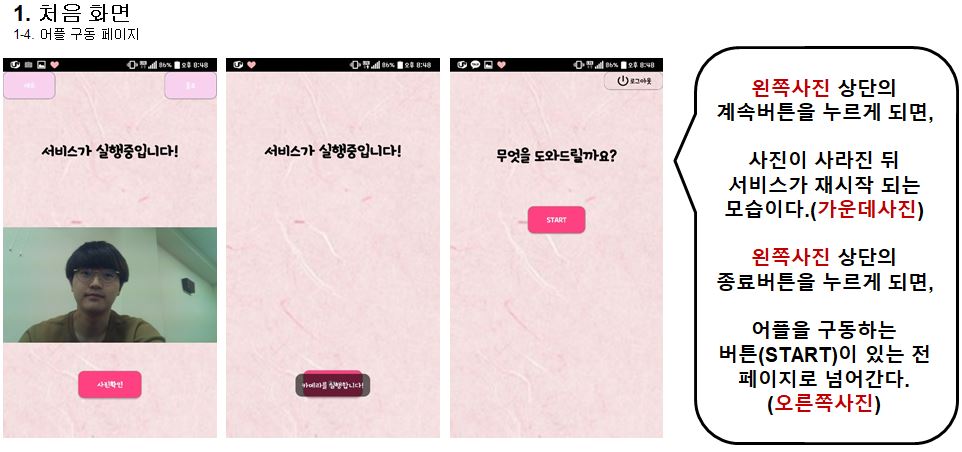 1. 처음 화면
1-4. 어플 구동 페이지
86% 오후 8:48
86% 오후 8:48
86% 오후 8:48
계속
종료
로그아웃
서비스가 실행중입니다!
서비스가 실행중입니다!
무엇을 도와드릴까요?
START
사진확인
카메라를 실행합니다!
왼쪽사진 상단의
계속버튼을 누르게 되면,
사진이 사라진 뒤
서비스가 재시작 되는
모습이다.(가운데사진)
왼쪽사진 상단의
종료버튼을 누르게 되면,
어플을 구동하는
버튼(START)이 있는 전
페이지로 넘어간다.
(오른쪽사진)